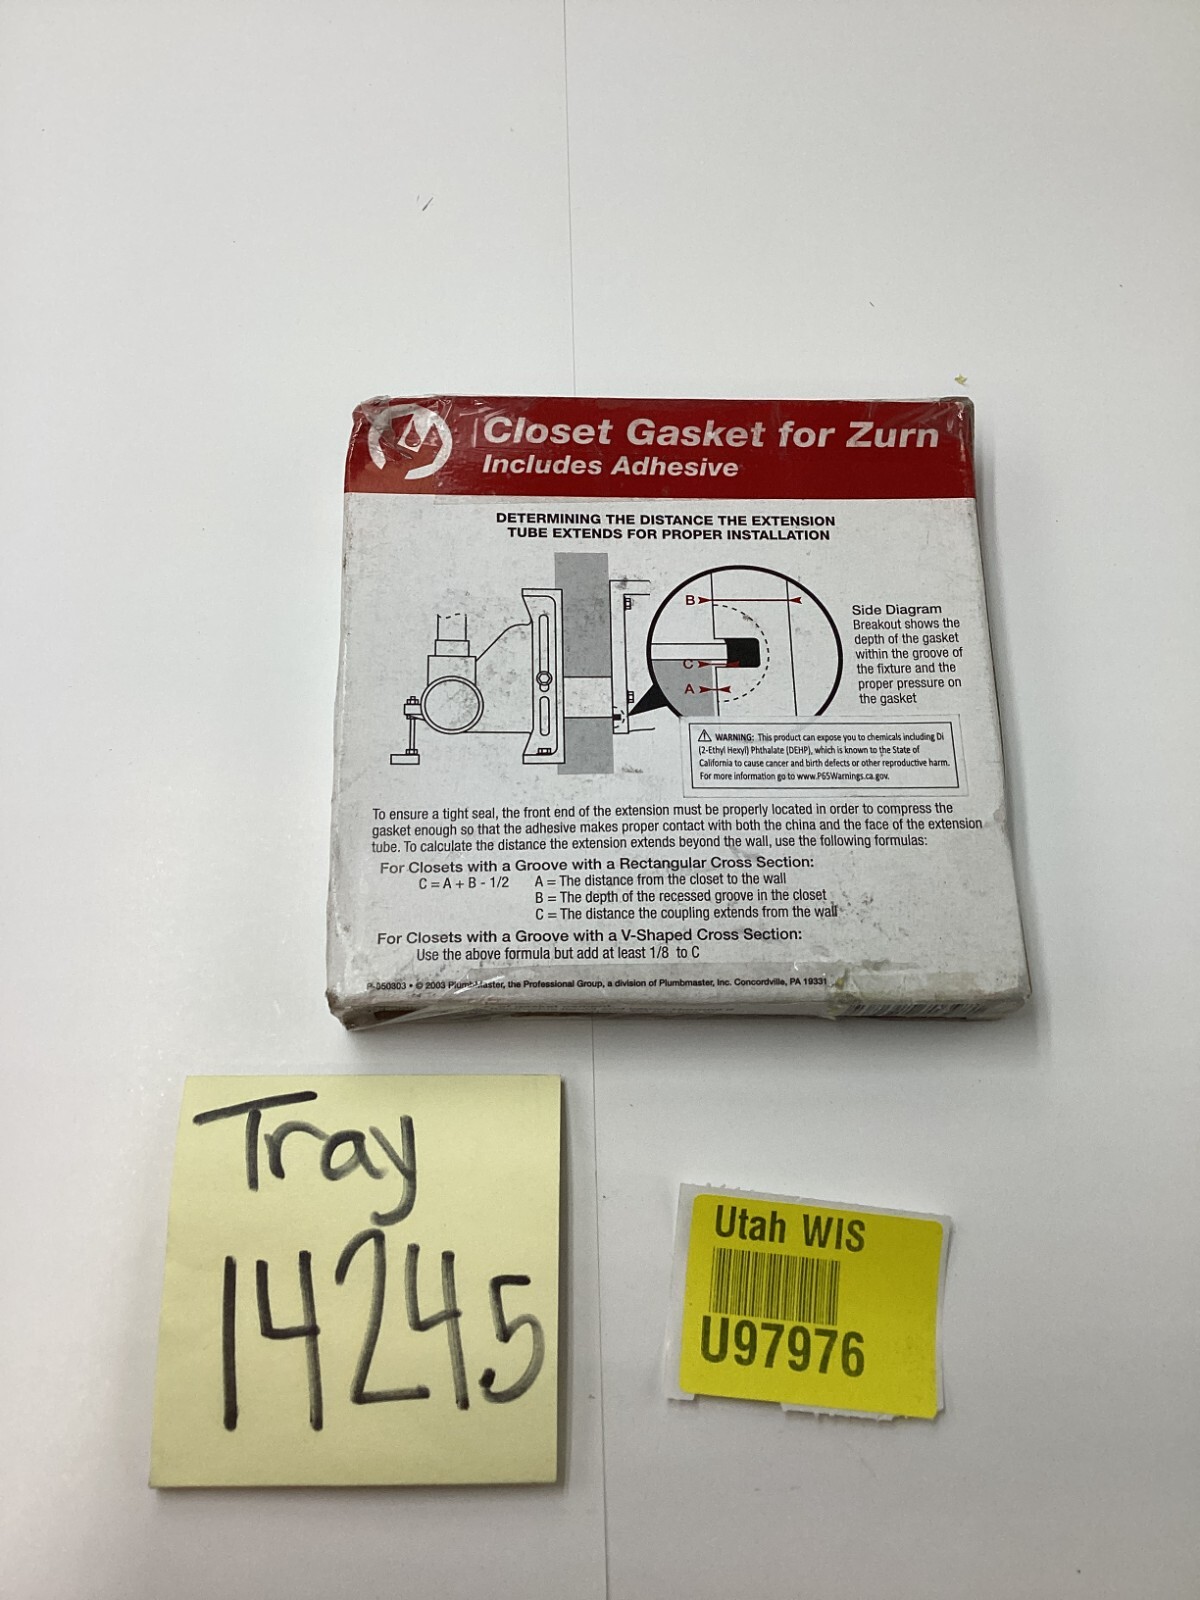 Closet Gasket for Zurn
Includes Adhesive
DETERMINING THE DISTANCE THE EXTENSION
TUBE EXTENDS FOR PROPER INSTALLATION
B
C
A
Side Diagram
Breakout shows the
depth of the gasket
within the groove of
the fixture and the
proper pressure on
the gasket
WARNING: This product can expose you to chemicals including Di
(2-Ethyl Hexyl) Phthalate (DEHP), which is known to the State of
California to cause cancer and birth defects or other reproductive harm.
For more information go to www.P65Warnings.ca.gov.
To ensure a tight seal, the front end of the extension must be properly located in order to compress the
gasket enough so that the adhesive makes proper contact with both the china and the face of the extension
tube. To calculate the distance the extension extends beyond the wall, use the following formulas:
For Closets with a Groove with a Rectangular Cross Section:
C = A + B - 1/2 A = The distance from the closet to the wall
B = The depth of the recessed groove in the closet
C = The distance the coupling extends from the wall
For Closets with a Groove with a V-Shaped Cross Section:
Use the above formula but add at least 1/8 to C
P-050803 • © 2003 PlumbMaster, the Professional Group, a division of Plumbmaster, Inc. Concordville, PA 19331
Tray
14245
Utah WIS
U97976